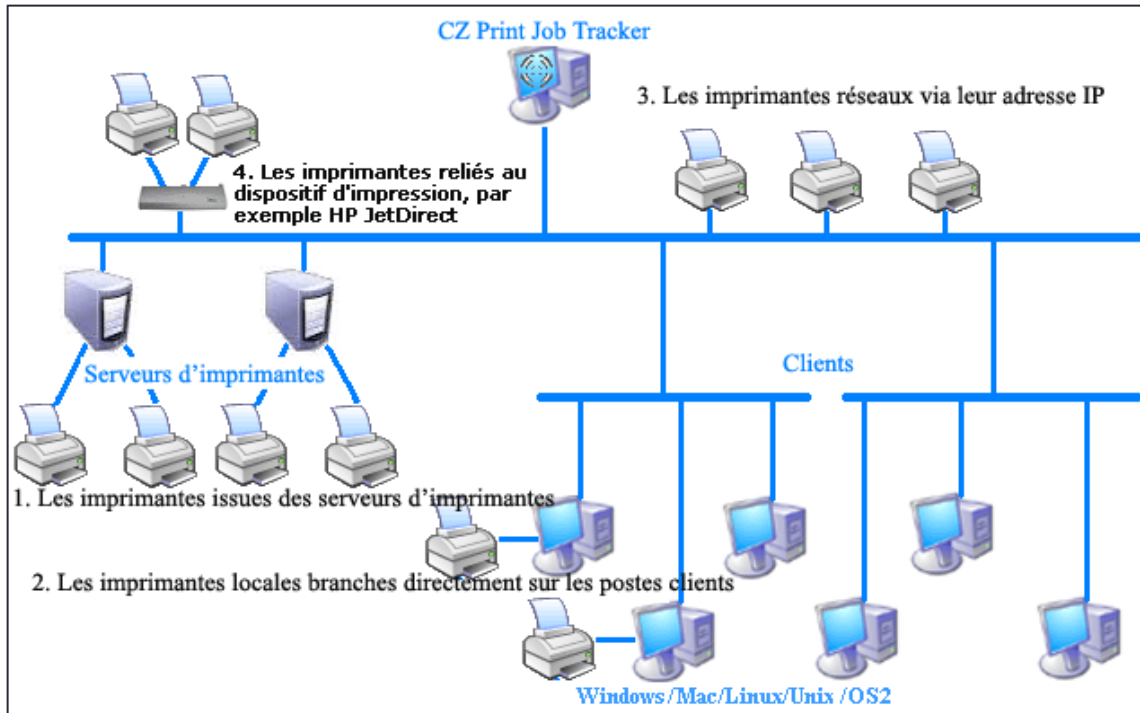 CZ Print Job Tracker
3. Les imprimantes réseaux via leur adresse IP
4. Les imprimantes reliés au
dispositif d'impression, par
exemple HP JetDirect
Serveurs d’imprimantes
Clients
1. Les imprimantes issues des serveurs d’imprimantes
2. Les imprimantes locales branches directement sur les postes clients
Windows /Mac/Linux/Unix /OS2